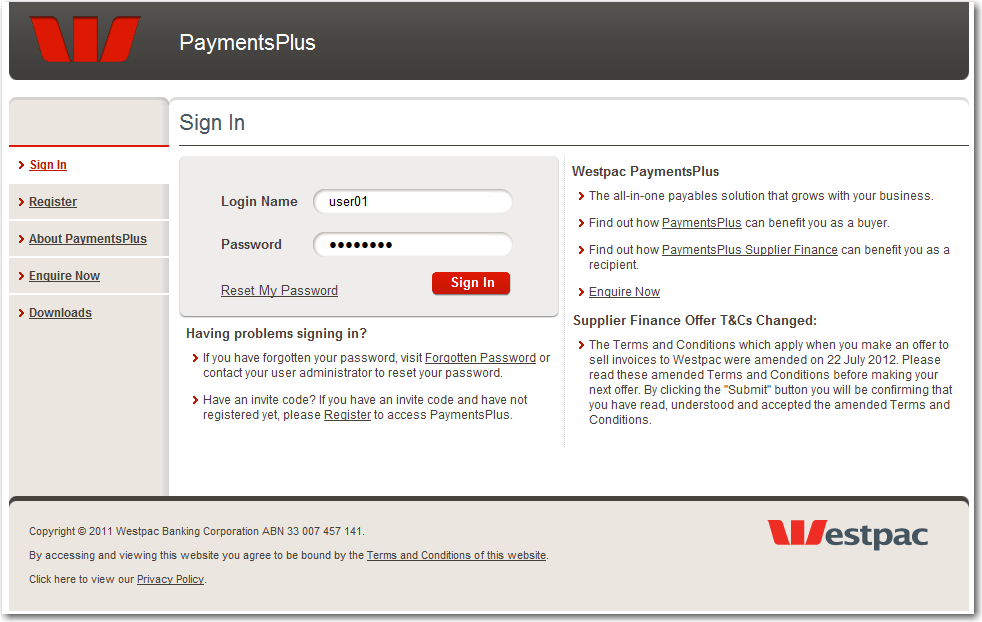 PaymentsPlus
Sign In
Sign In
Register
About PaymentsPlus
Enquire Now
Downloads
Login Name user01
Password ••••••••
Reset My Password Sign In
Having problems signing in?
If you have forgotten your password, visit Forgotten Password or
contact your user administrator to reset your password.
Have an invite code? If you have an invite code and have not
registered yet, please Register to access PaymentsPlus.
Westpac PaymentsPlus
The all-in-one payables solution that grows with your business.
Find out how PaymentsPlus can benefit you as a buyer.
Find out how PaymentsPlus Supplier Finance can benefit you as a
recipient.
Enquire Now
Supplier Finance Offer T&Cs Changed:
The Terms and Conditions which apply when you make an offer to
sell invoices to Westpac were amended on 22 July 2012. Please
read these amended Terms and Conditions before making your
next offer. By clicking the "Submit" button you will be confirming that
you have read, understood and accepted the amended Terms and
Conditions.
Copyright © 2011 Westpac Banking Corporation ABN 33 007 457 141.
By accessing and viewing this website you agree to be bound by the Terms and Conditions of this website.
Click here to view our Privacy Policy.
Westpac